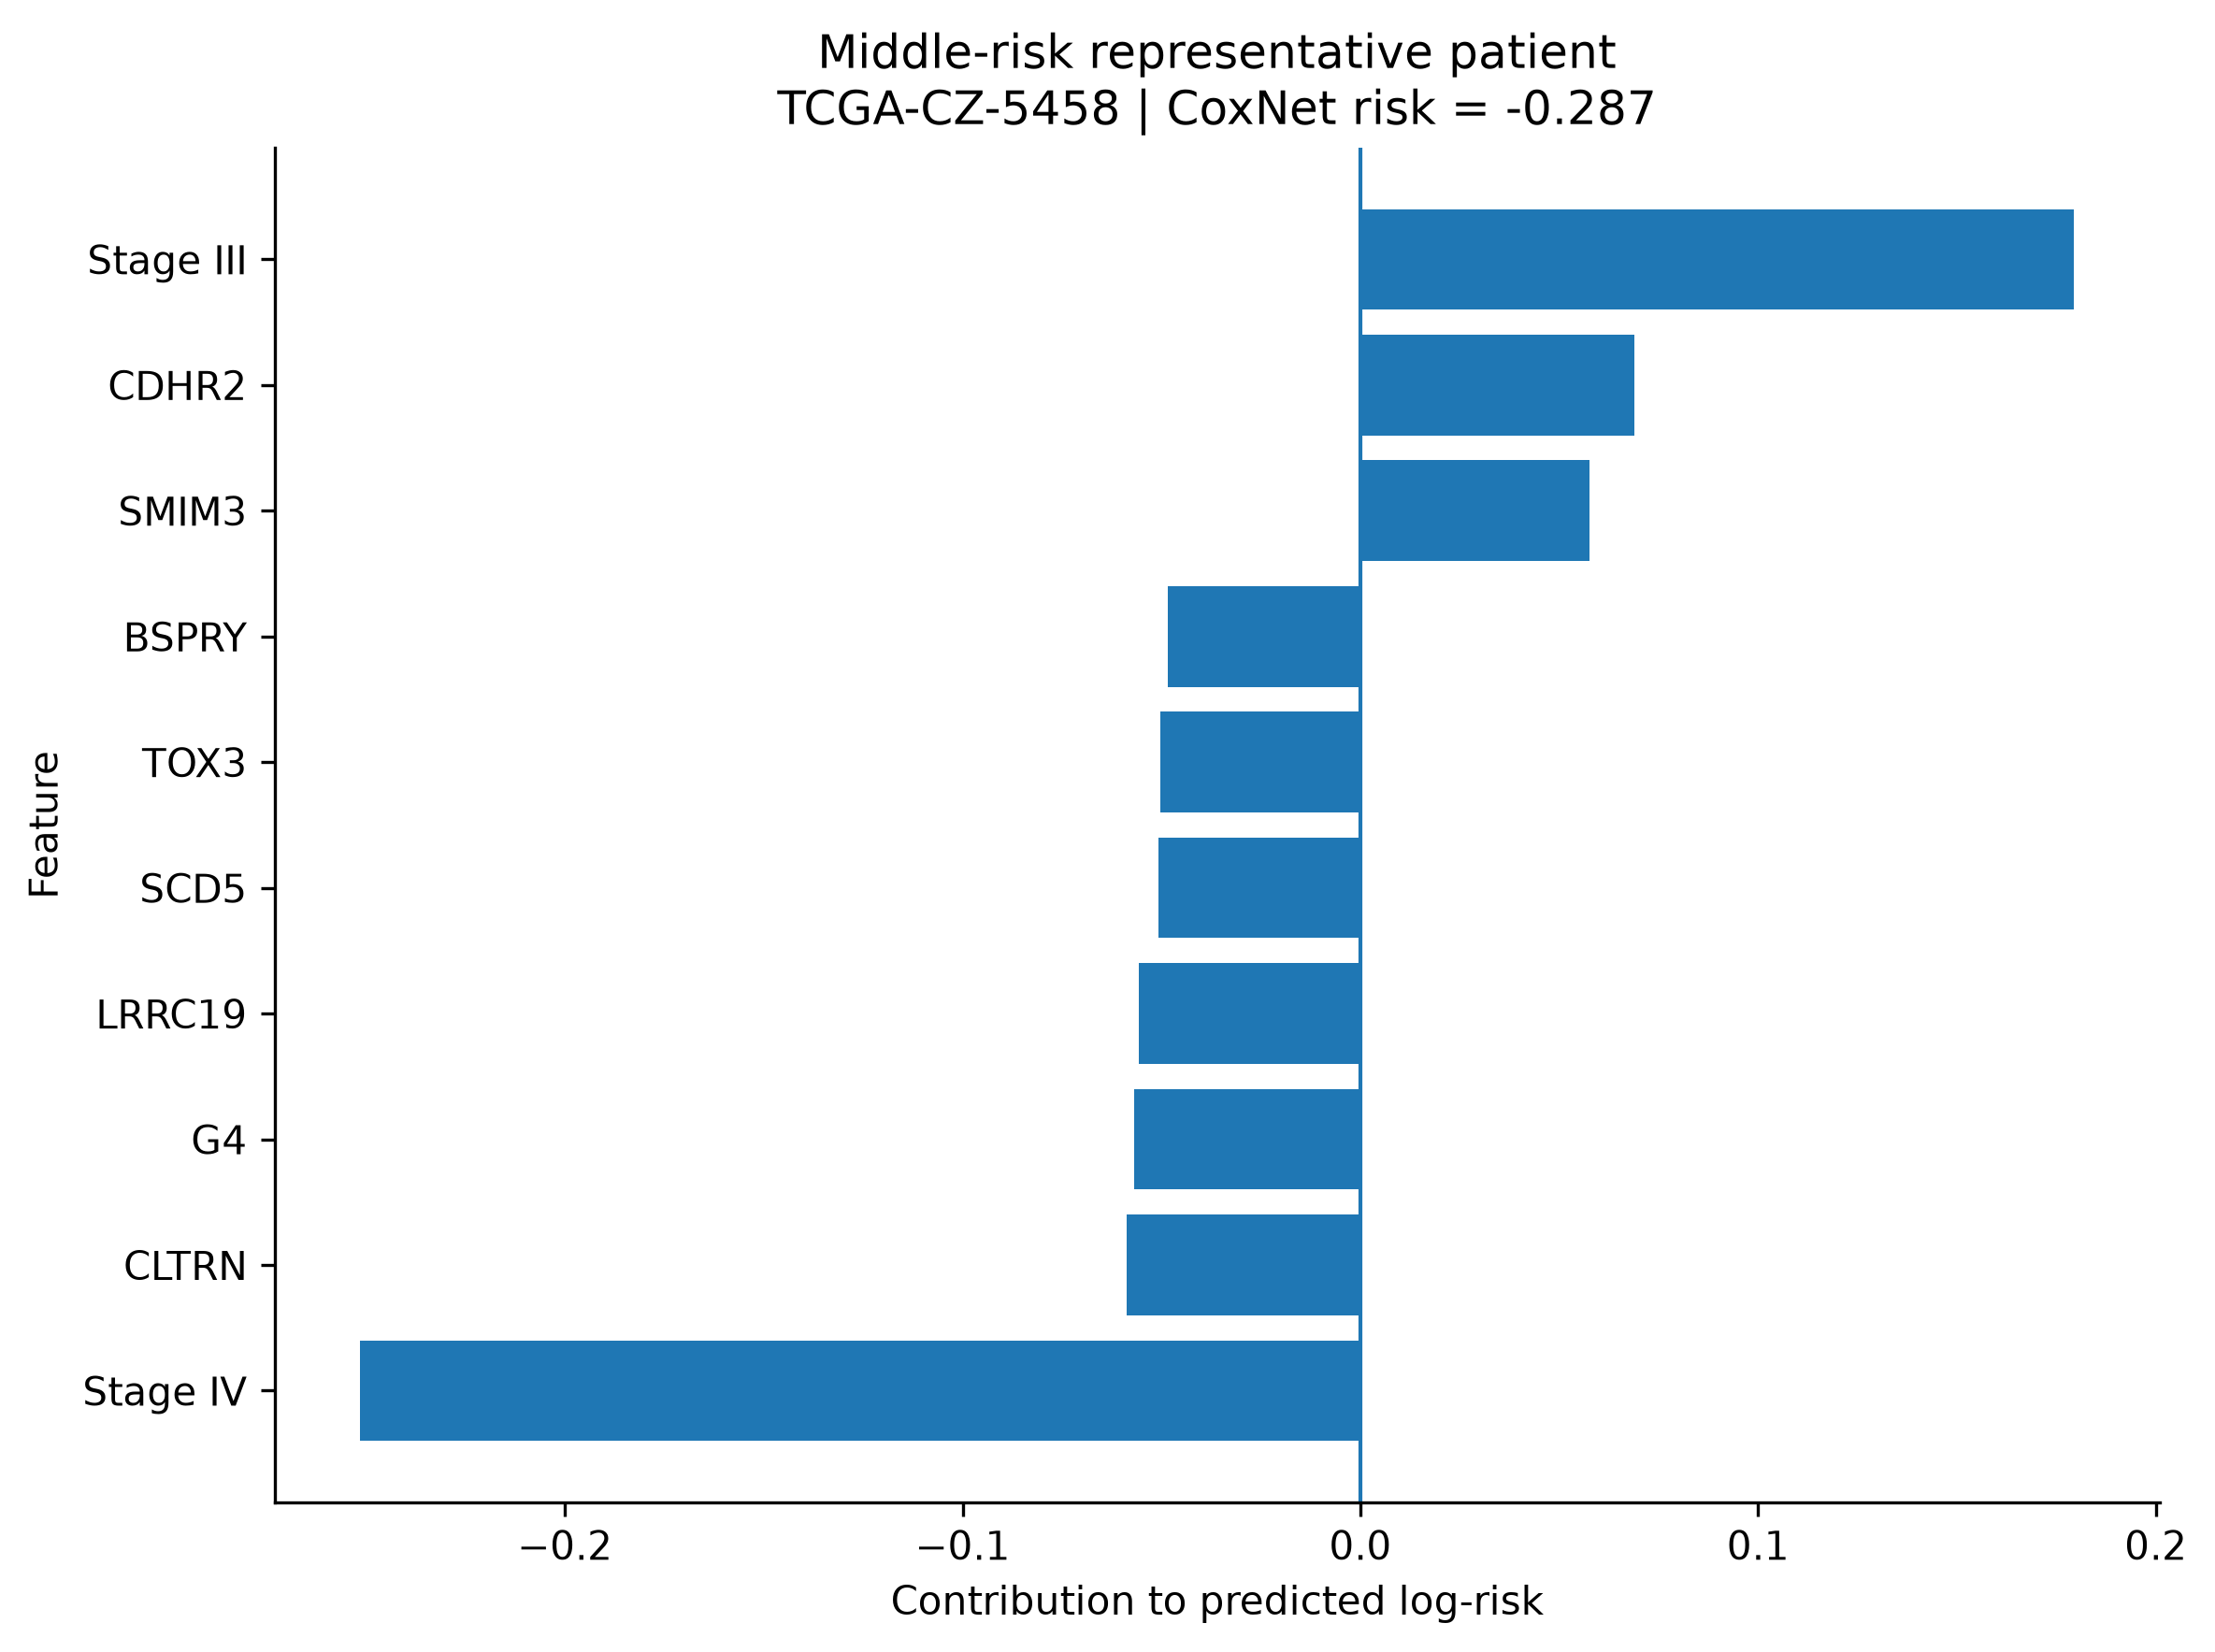 Middle-risk representative patient
TCGA-CZ-5458 | CoxNet risk = -0.287
Stage III
CDHR2
SMIM3
BSPRY
TOX3
SCD5
LRRC19
G4
CLTRN
Stage IV
Feature
−0.2 −0.1 0.0 0.1 0.2
Contribution to predicted log-risk